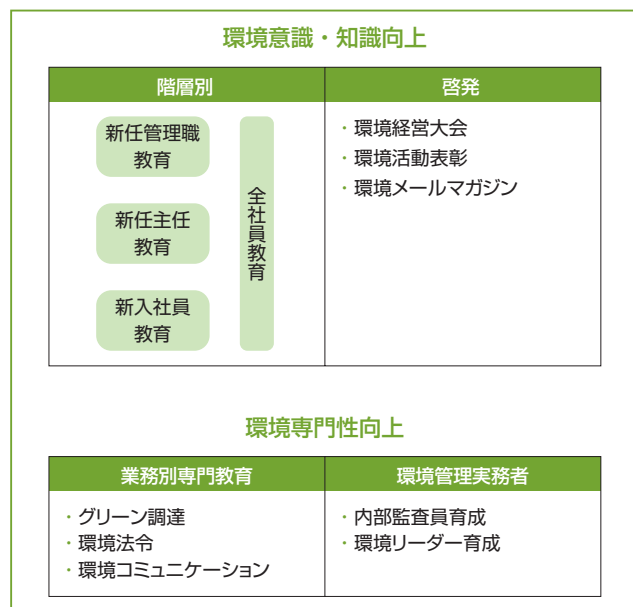 環境意識・知識向上
階層別
啓発
新任管理職
教育
新任主任
教育
新入社員
教育
全社員教育
・環境経営大会
・環境活動表彰
・環境メールマガジン
環境専門性向上
業務別専門教育
環境管理実務者
・グリーン調達
・環境法令
・環境コミュニケーション
・内部監査員育成
・環境リーダー育成